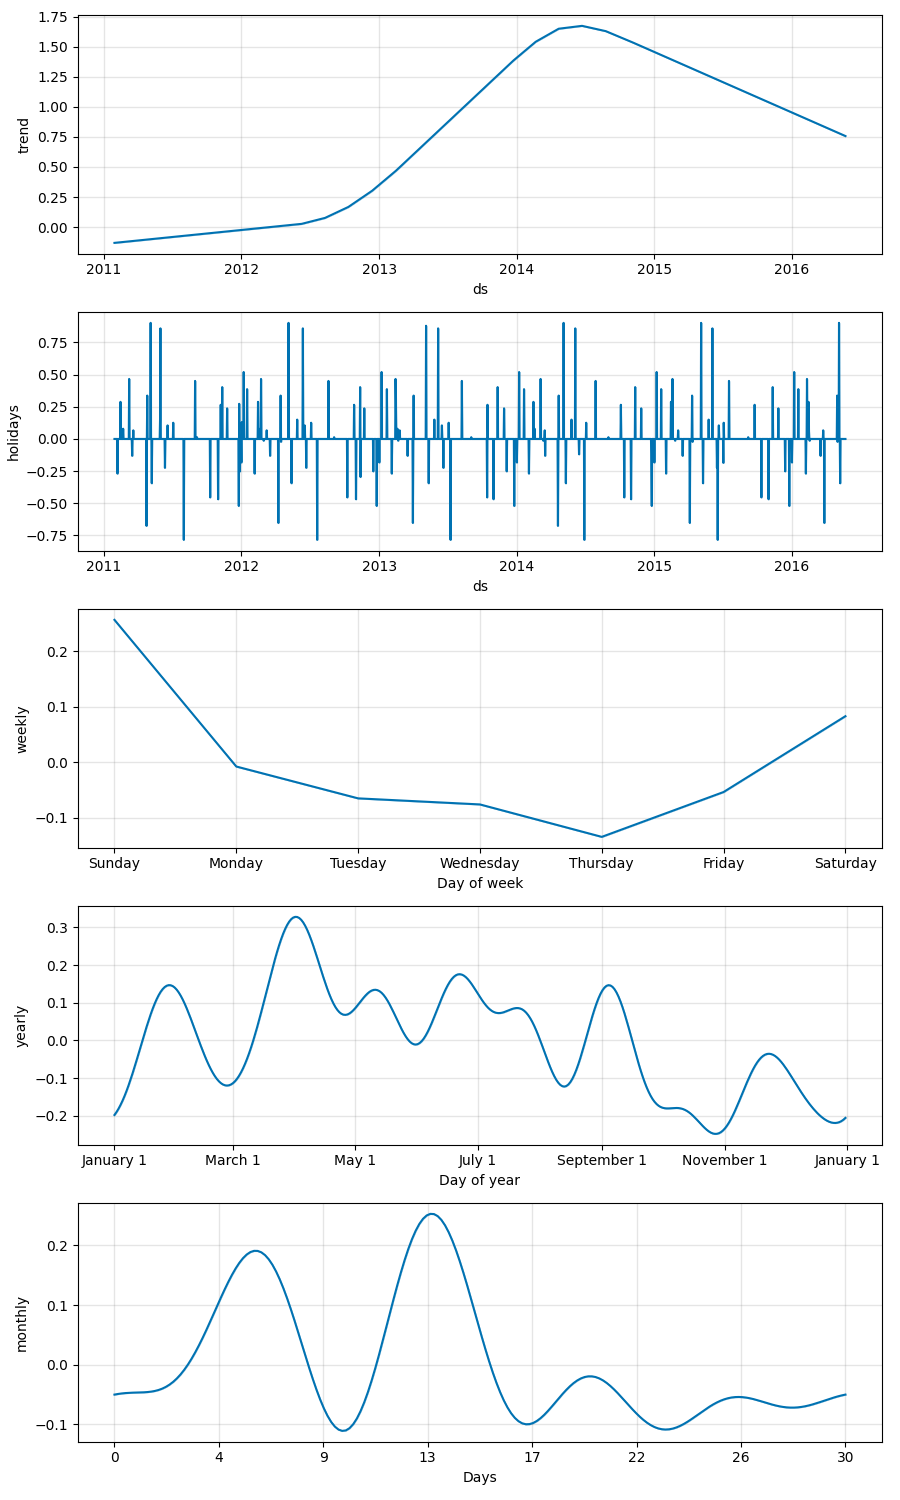 1.75
1.50
1.25
1.00
0.75
0.50
0.25
0.00
trend
2011 2012 2013 2014 2015 2016
ds
0.75
0.50
0.25
0.00
−0.25
−0.50
−0.75
holidays
2011 2012 2013 2014 2015 2016
ds
0.2
0.1
0.0
−0.1
weekly
Sunday Monday Tuesday Wednesday Thursday Friday Saturday
Day of week
0.3
0.2
0.1
0.0
−0.1
−0.2
yearly
January 1 March 1 May 1 July 1 September 1 November 1 January 1
Day of year
0.2
0.1
0.0
−0.1
monthly
0 4 9 13 17 22 26 30
Days